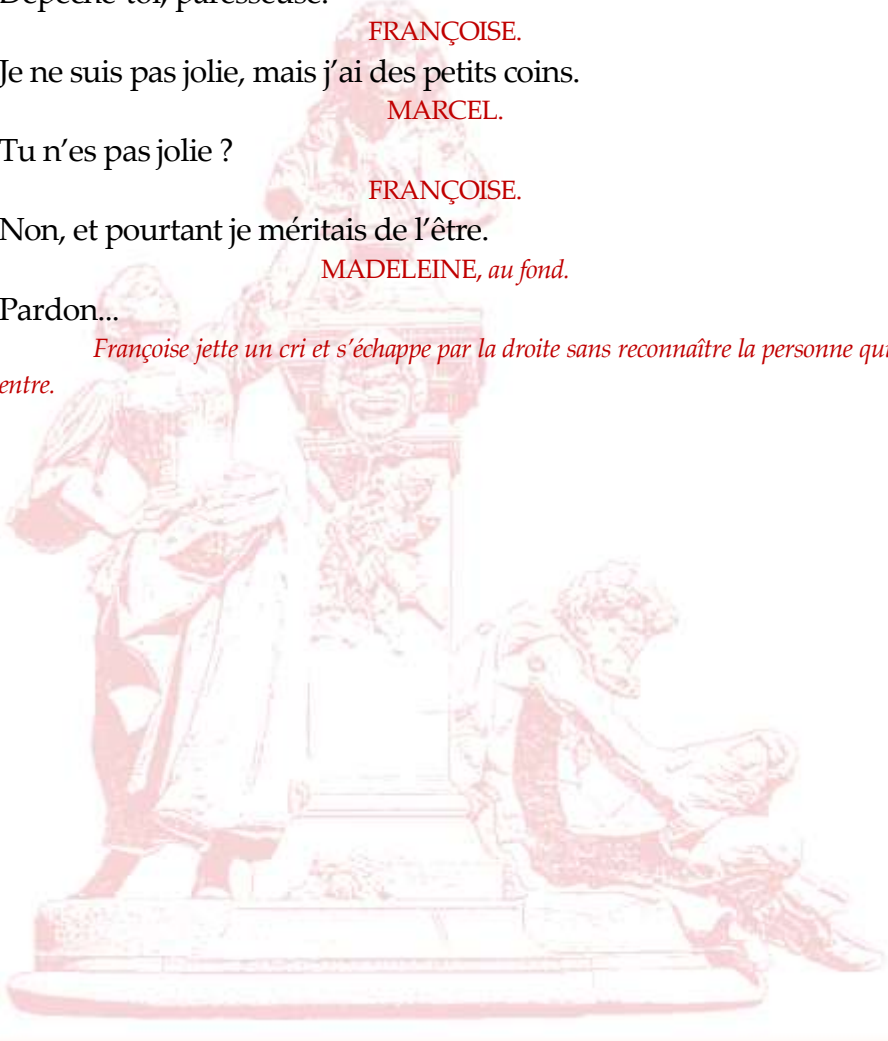 Dépêche-toi, paresseuse.
FRANÇOISE.
Je ne suis pas jolie, mais j’ai des petits coins.
MARCEL.
Tu n’es pas jolie ?
FRANÇOISE.
Non, et pourtant je méritais de l’être.
MADELEINE, au fond.
Pardon...
Françoise jette un cri et s’échappe par la droite sans reconnaître la personne qui
entre.